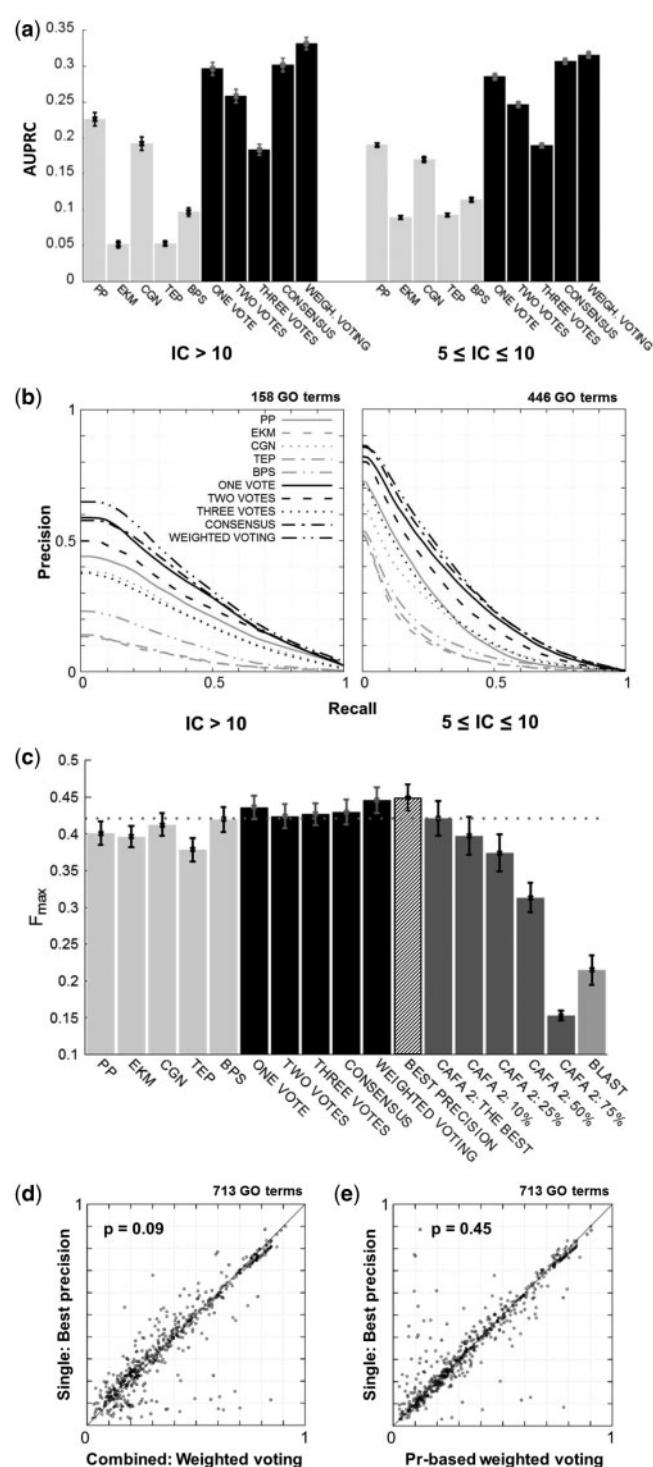 (a)
AUPRC
0.35
0.3
0.25
0.2
0.15
0.1
0.05
0
PP
EKM
CGN
TEP
BPS
ONE VOTE
TWO VOTES
THREE VOTES
CONSENSUS
WEIGH. VOTING
PP
EKM
CGN
TEP
BPS
ONE VOTE
TWO VOTES
THREE VOTES
CONSENSUS
WEIGH. VOTING
IC > 10
5 ≤ IC ≤ 10
(b)
158 GO terms
446 GO terms
Precision
1
0.5
0
PP
EKM
CGN
TEP
BPS
ONE VOTE
TWO VOTES
THREE VOTES
CONSENSUS
WEIGHTED VOTING
0
0.5
1
0
0.5
1
Recall
IC > 10
5 ≤ IC ≤ 10
(c)
Fmax
0.5
0.45
0.4
0.35
0.3
0.25
0.2
0.15
0.1
PP
EKM
CGN
TEP
BPS
ONE VOTE
TWO VOTES
THREE VOTES
CONSENSUS
WEIGHTED VOTING
BEST PRECISION
CAFA 2: THE BEST
CAFA 2: 10%
CAFA 2: 25%
CAFA 2: 50%
CAFA 2: 75%
BLAST
(d)
713 GO terms
1
p = 0.09
Single: Best precision
0
1
Combined: Weighted voting
(e)
713 GO terms
1
p = 0.45
Single: Best precision
0
1
Pr-based weighted voting